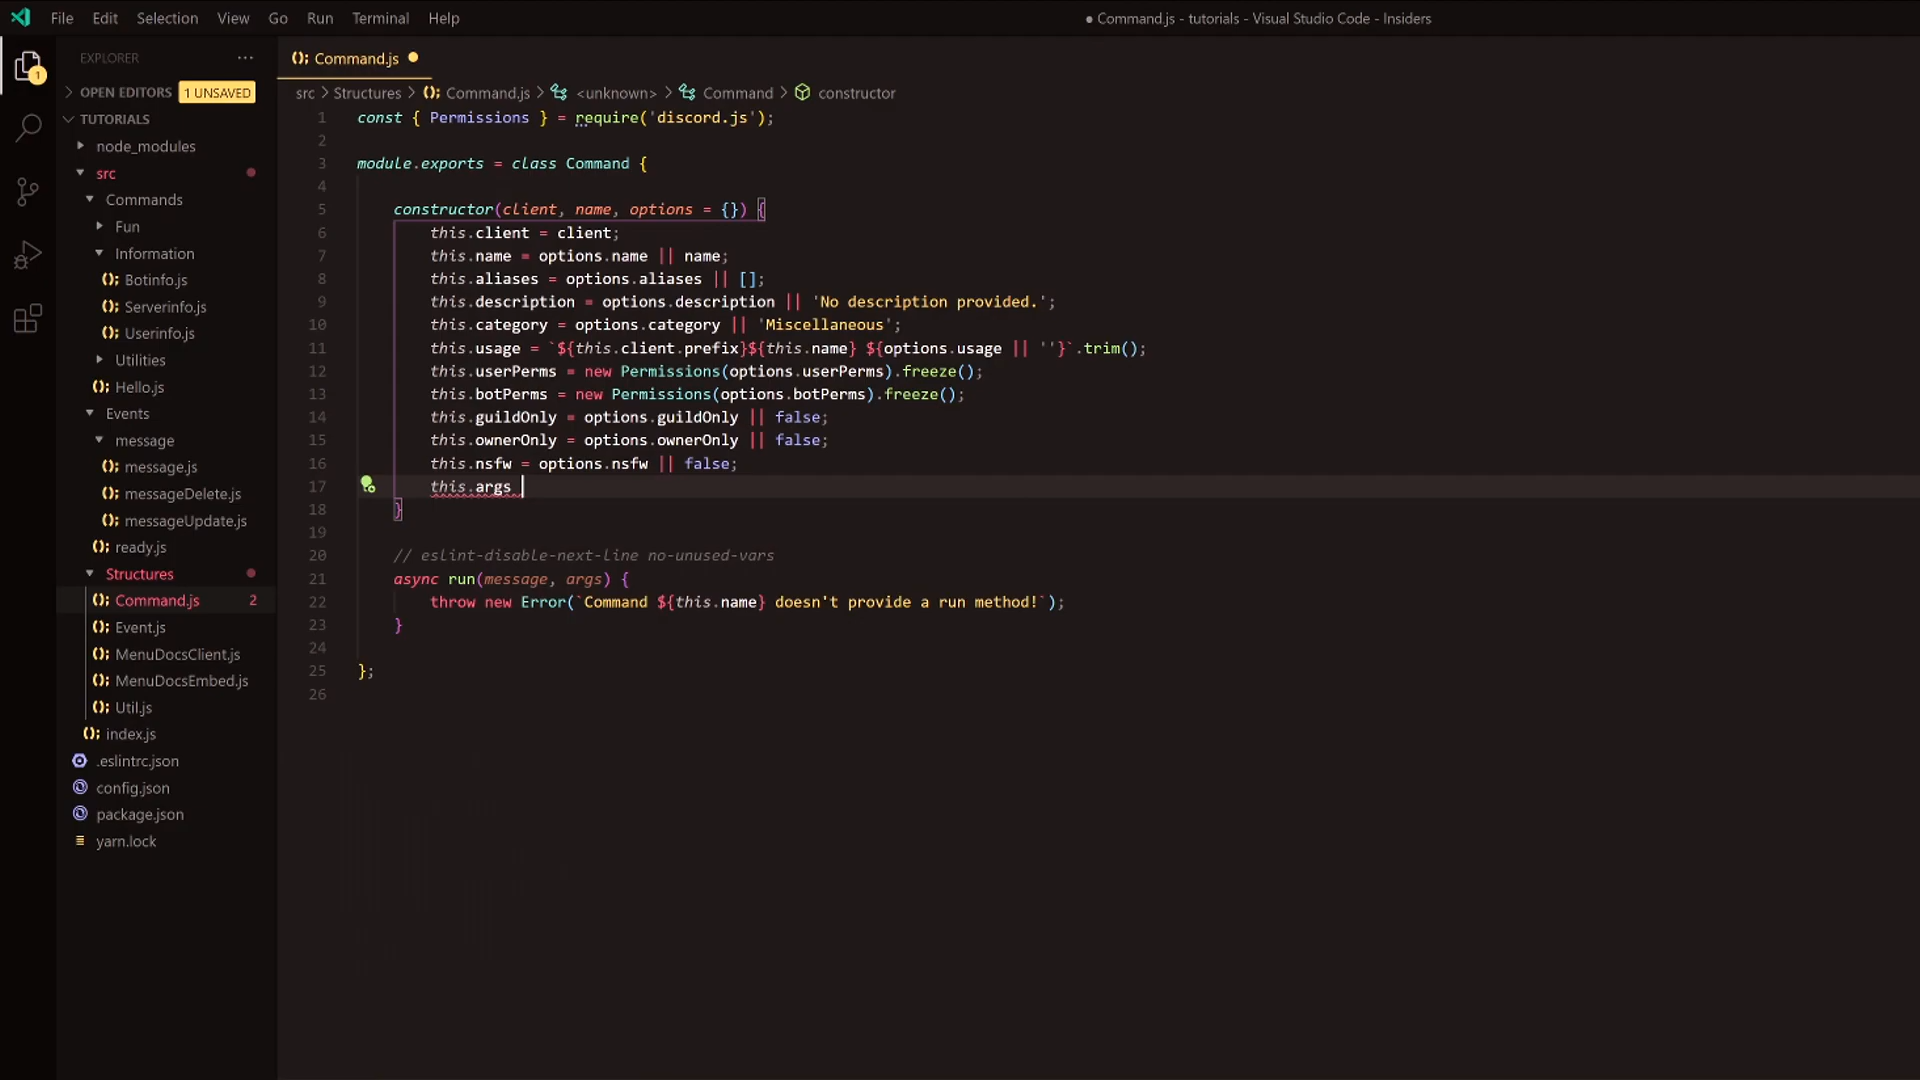 File Edit Selection View Go Run Terminal Help
● Command.js - tutorials - Visual Studio Code - Insiders
1
EXPLORER ···
OPEN EDITORS 1 UNSAVED
TUTORIALS
node_modules
src
Commands
Fun
Information
Botinfo.js
Serverinfo.js
Userinfo.js
Utilities
Hello.js
Events
message
message.js
messageDelete.js
messageUpdate.js
ready.js
Structures
Command.js 2
Event.js
MenuDocsClient.js
MenuDocsEmbed.js
Util.js
index.js
.eslintrc.json
config.json
package.json
yarn.lock
Command.js
src > Structures > Command.js > <unknown> > Command > constructor
1 const { Permissions } = require('discord.js');
2
3 module.exports = class Command {
4
5 constructor(client, name, options = {}) {
6 this.client = client;
7 this.name = options.name || name;
8 this.aliases = options.aliases || [];
9 this.description = options.description || 'No description provided.';
10 this.category = options.category || 'Miscellaneous';
11 this.usage = `${this.client.prefix}${this.name} ${options.usage || ''}`.trim();
12 this.userPerms = new Permissions(options.userPerms).freeze();
13 this.botPerms = new Permissions(options.botPerms).freeze();
14 this.guildOnly = options.guildOnly || false;
15 this.ownerOnly = options.ownerOnly || false;
16 this.nsfw = options.nsfw || false;
17 this.args
18 }
19
20 // eslint-disable-next-line no-unused-vars
21 async run(message, args) {
22 throw new Error(`Command ${this.name} doesn't provide a run method!`);
23 }
24
25 };
26